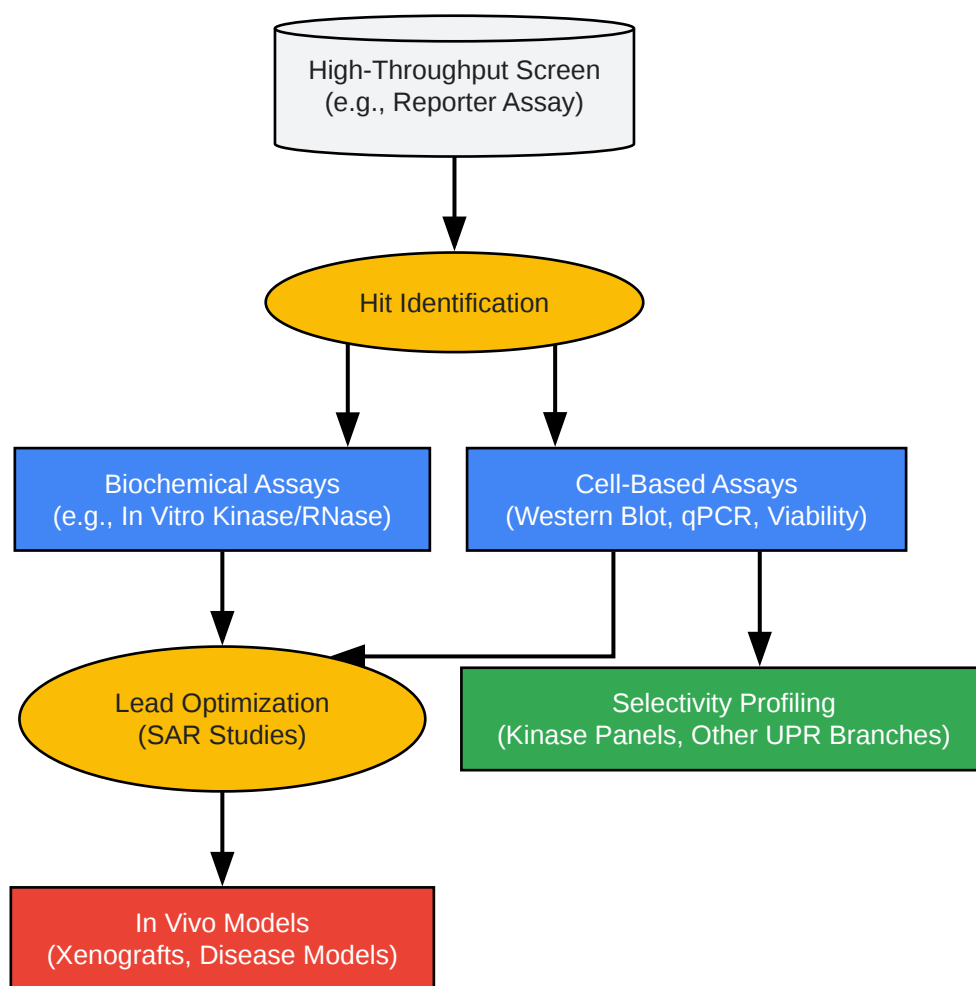 High-Throughput Screen
(e.g., Reporter Assay)
Hit Identification
Biochemical Assays
(e.g., In Vitro Kinase/RNase)
Cell-Based Assays
(Western Blot, qPCR, Viability)
Lead Optimization
(SAR Studies)
Selectivity Profiling
(Kinase Panels, Other UPR Branches)
In Vivo Models
(Xenografts, Disease Models)